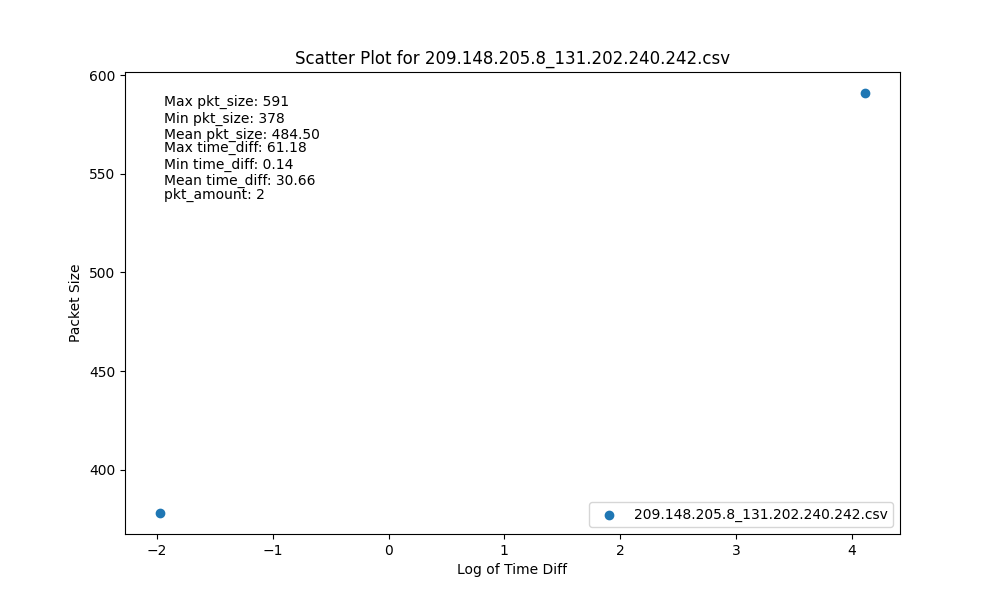 Scatter Plot for 209.148.205.8_131.202.240.242.csv
600
550
500
450
400
Packet Size
Max pkt_size: 591
Min pkt_size: 378
Mean pkt_size: 484.50
Max time_diff: 61.18
Min time_diff: 0.14
Mean time_diff: 30.66
pkt_amount: 2
209.148.205.8_131.202.240.242.csv
−2 −1 0 1 2 3 4
Log of Time Diff